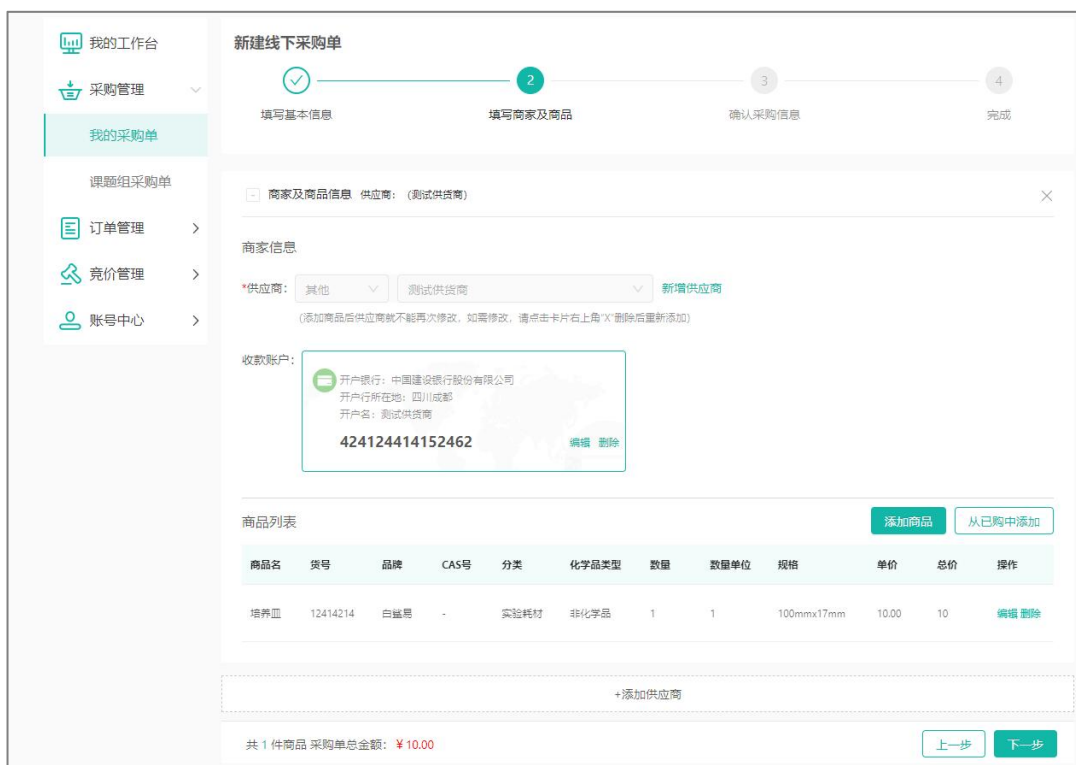 我的工作台
采购管理
我的采购单
课题组采购单
订单管理
竞价管理
账号中心
新建线下采购单
2 3 4
填写基本信息 填写商家及商品 确认采购信息 完成
商家及商品信息 供应商: (测试供货商)
商家信息
*供应商: 其他 测试供货商 新增供应商
(添加商品后供应商就不能再次修改, 如需修改, 请点击卡片右上角"X"删除后重新添加)
收款账户:
开户银行: 中国建设银行股份有限公司
开户行所在地: 四川成都
开户名: 测试供货商
424124414152462 编辑 删除
商品列表 添加商品 从已购中添加
商品名 货号 品牌 CAS号 分类 化学品类型 数量 数量单位 规格 单价 总价 操作
培养皿 12414214 白鲨易 - 实验耗材 非化学品 1 1 100mmx17mm 10.00 10 编辑 删除
+添加供应商
共 1 件商品 采购单总金额: ¥ 10.00 上一步 下一步